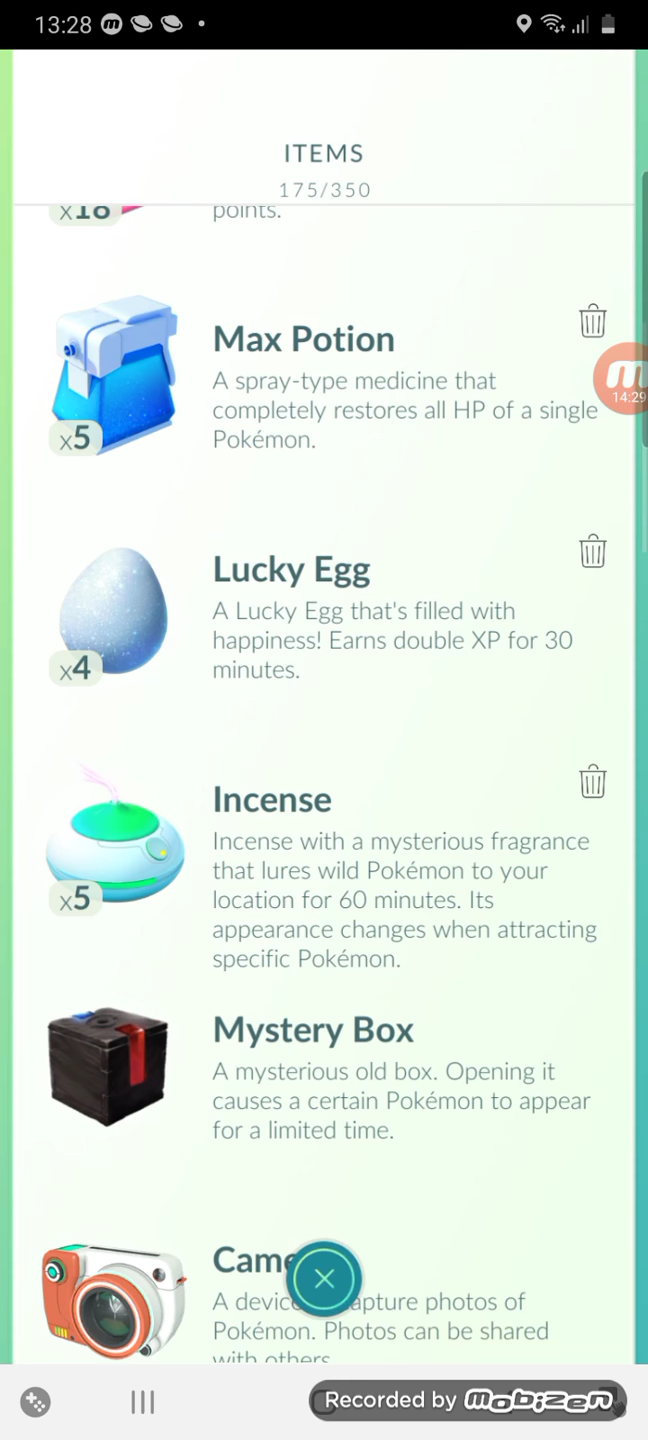 13:28
ITEMS
175/350
x18
points.
Max Potion
A spray-type medicine that
completely restores all HP of a single
Pokémon.
x5
14:29
Lucky Egg
A Lucky Egg that's filled with
happiness! Earns double XP for 30
minutes.
x4
Incense
Incense with a mysterious fragrance
that lures wild Pokémon to your
location for 60 minutes. Its
appearance changes when attracting
specific Pokémon.
x5
Mystery Box
A mysterious old box. Opening it
causes a certain Pokémon to appear
for a limited time.
Came
A device apture photos of
Pokémon. Photos can be shared
with others.
Recorded by mobizen